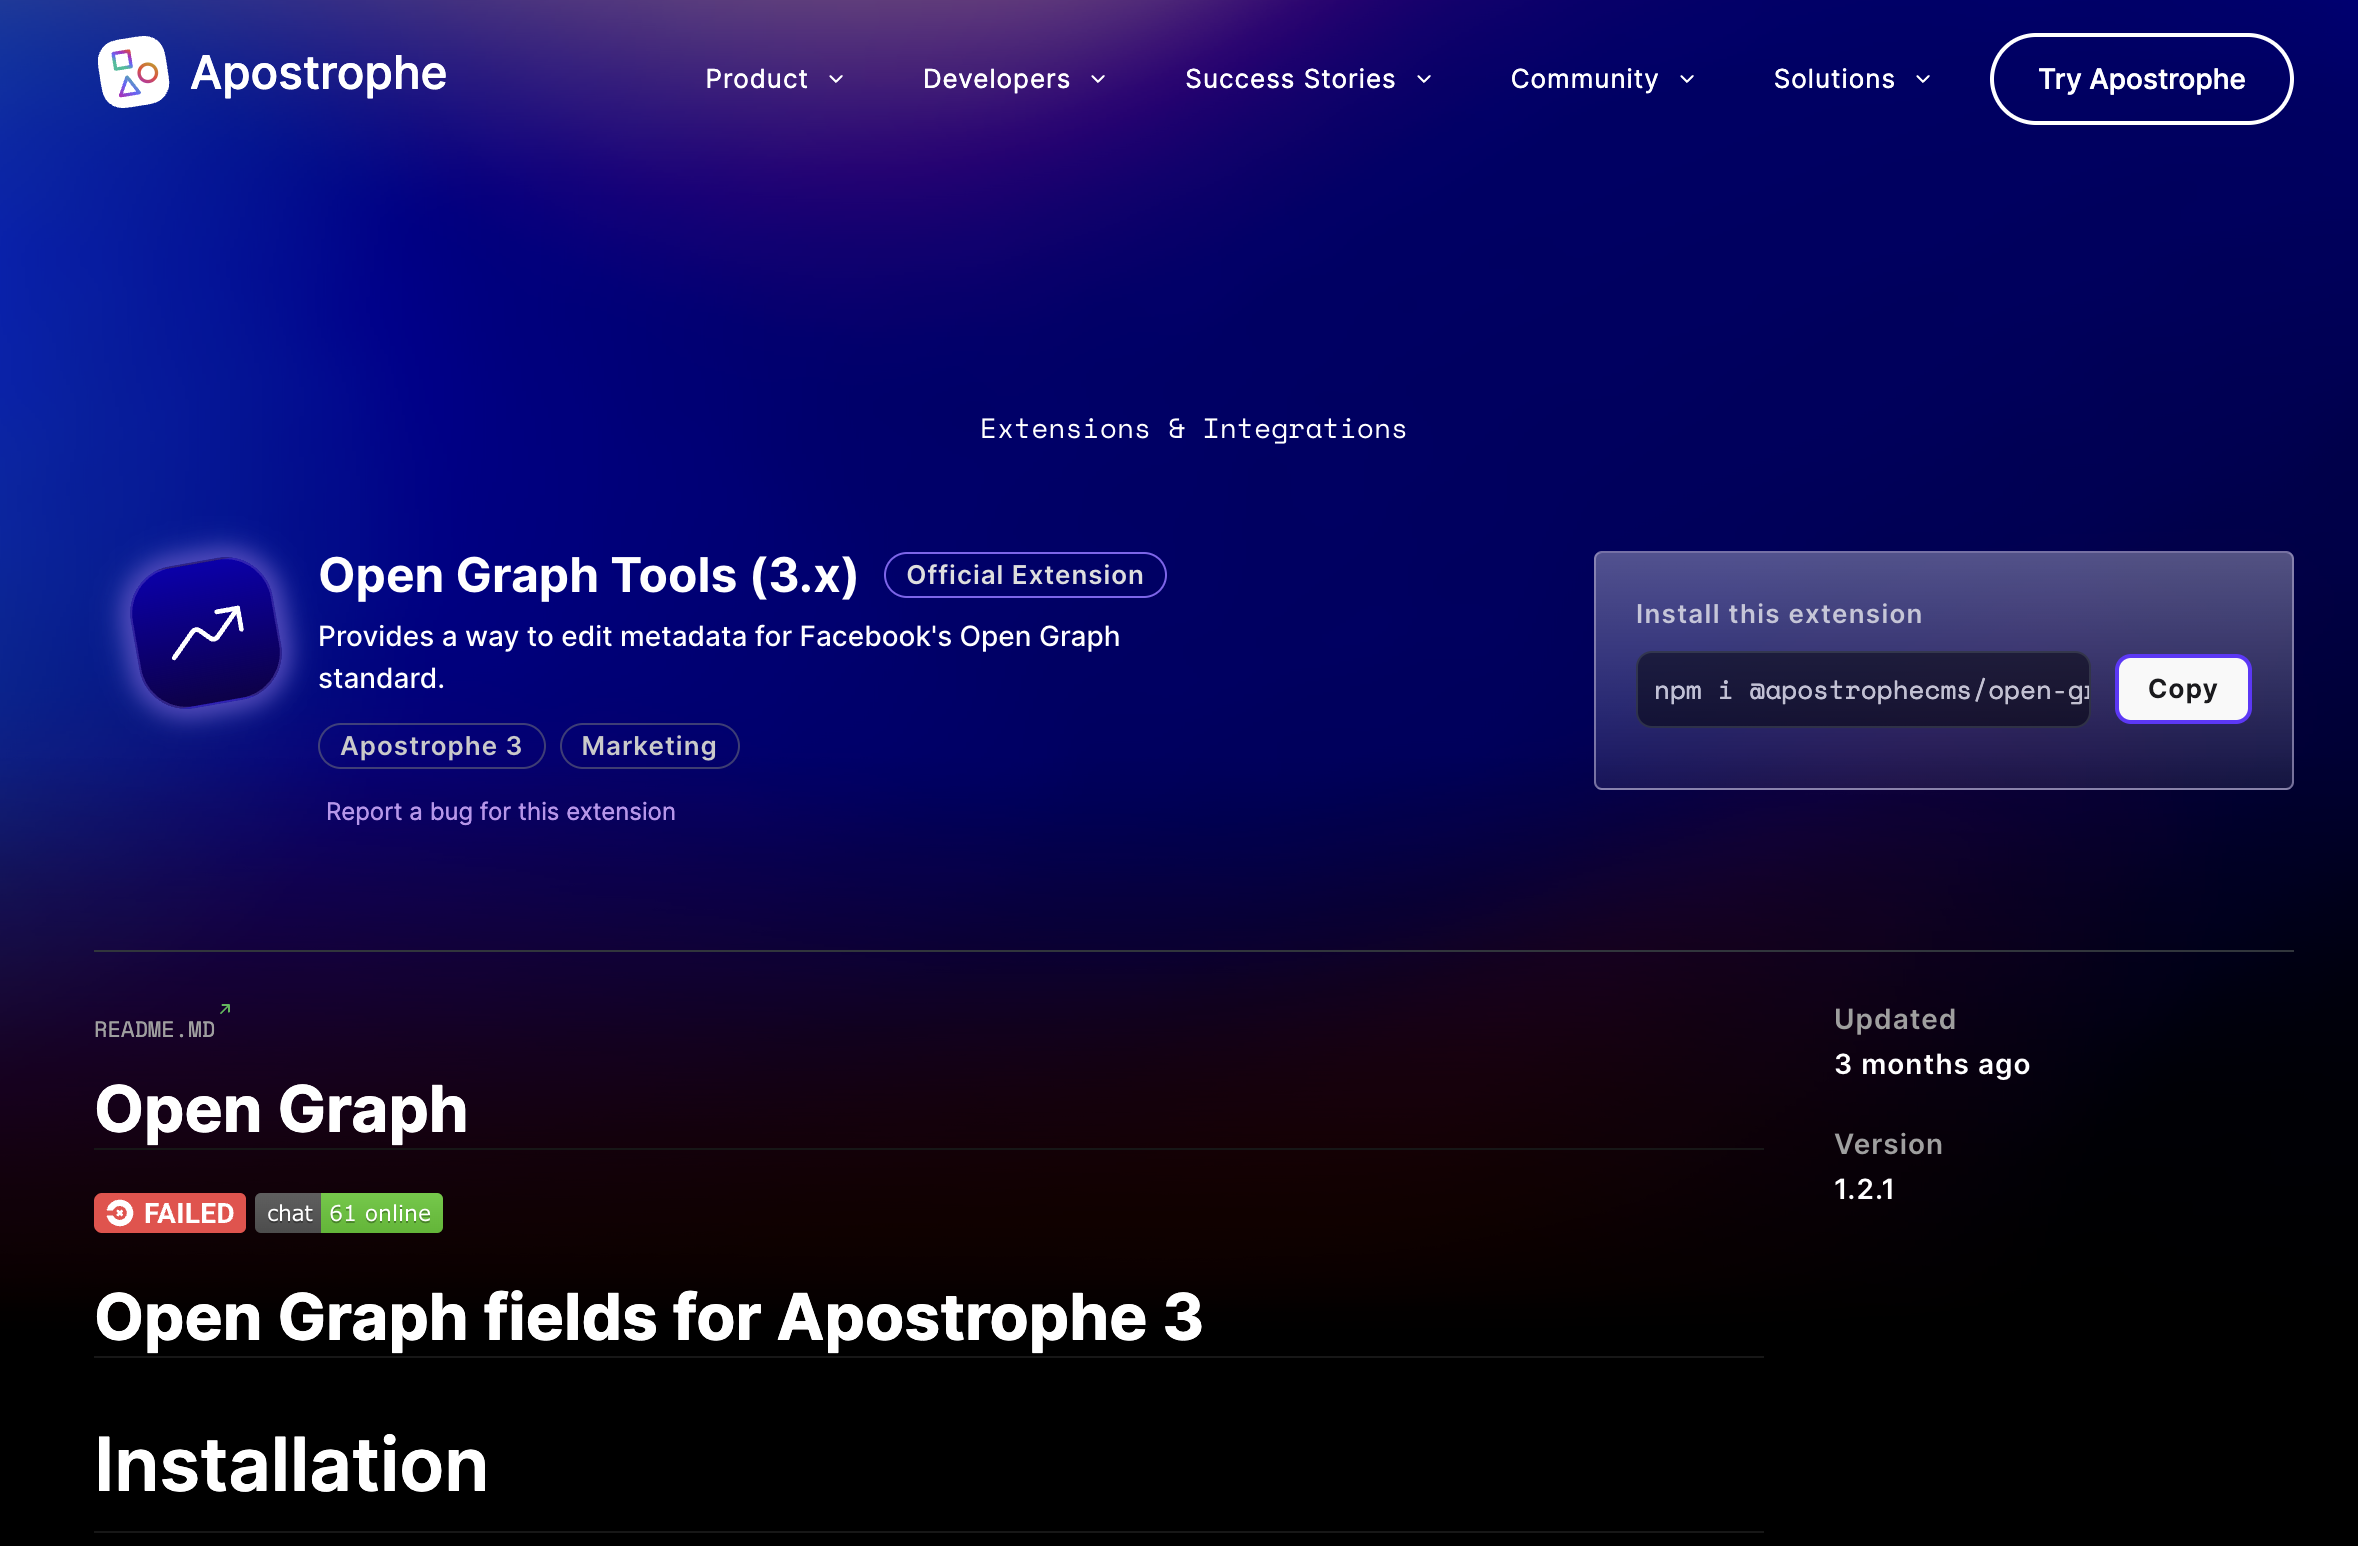 Apostrophe
Product
Developers
Success Stories
Community
Solutions
Try Apostrophe
Extensions & Integrations
Open Graph Tools (3.x)
Official Extension
Provides a way to edit metadata for Facebook's Open Graph
standard.
Apostrophe 3
Marketing
Report a bug for this extension
Install this extension
npm i @apostrophecms/open-gr
Copy
README.MD
Open Graph
FAILED
chat 61 online
Open Graph fields for Apostrophe 3
Installation
Updated
3 months ago
Version
1.2.1